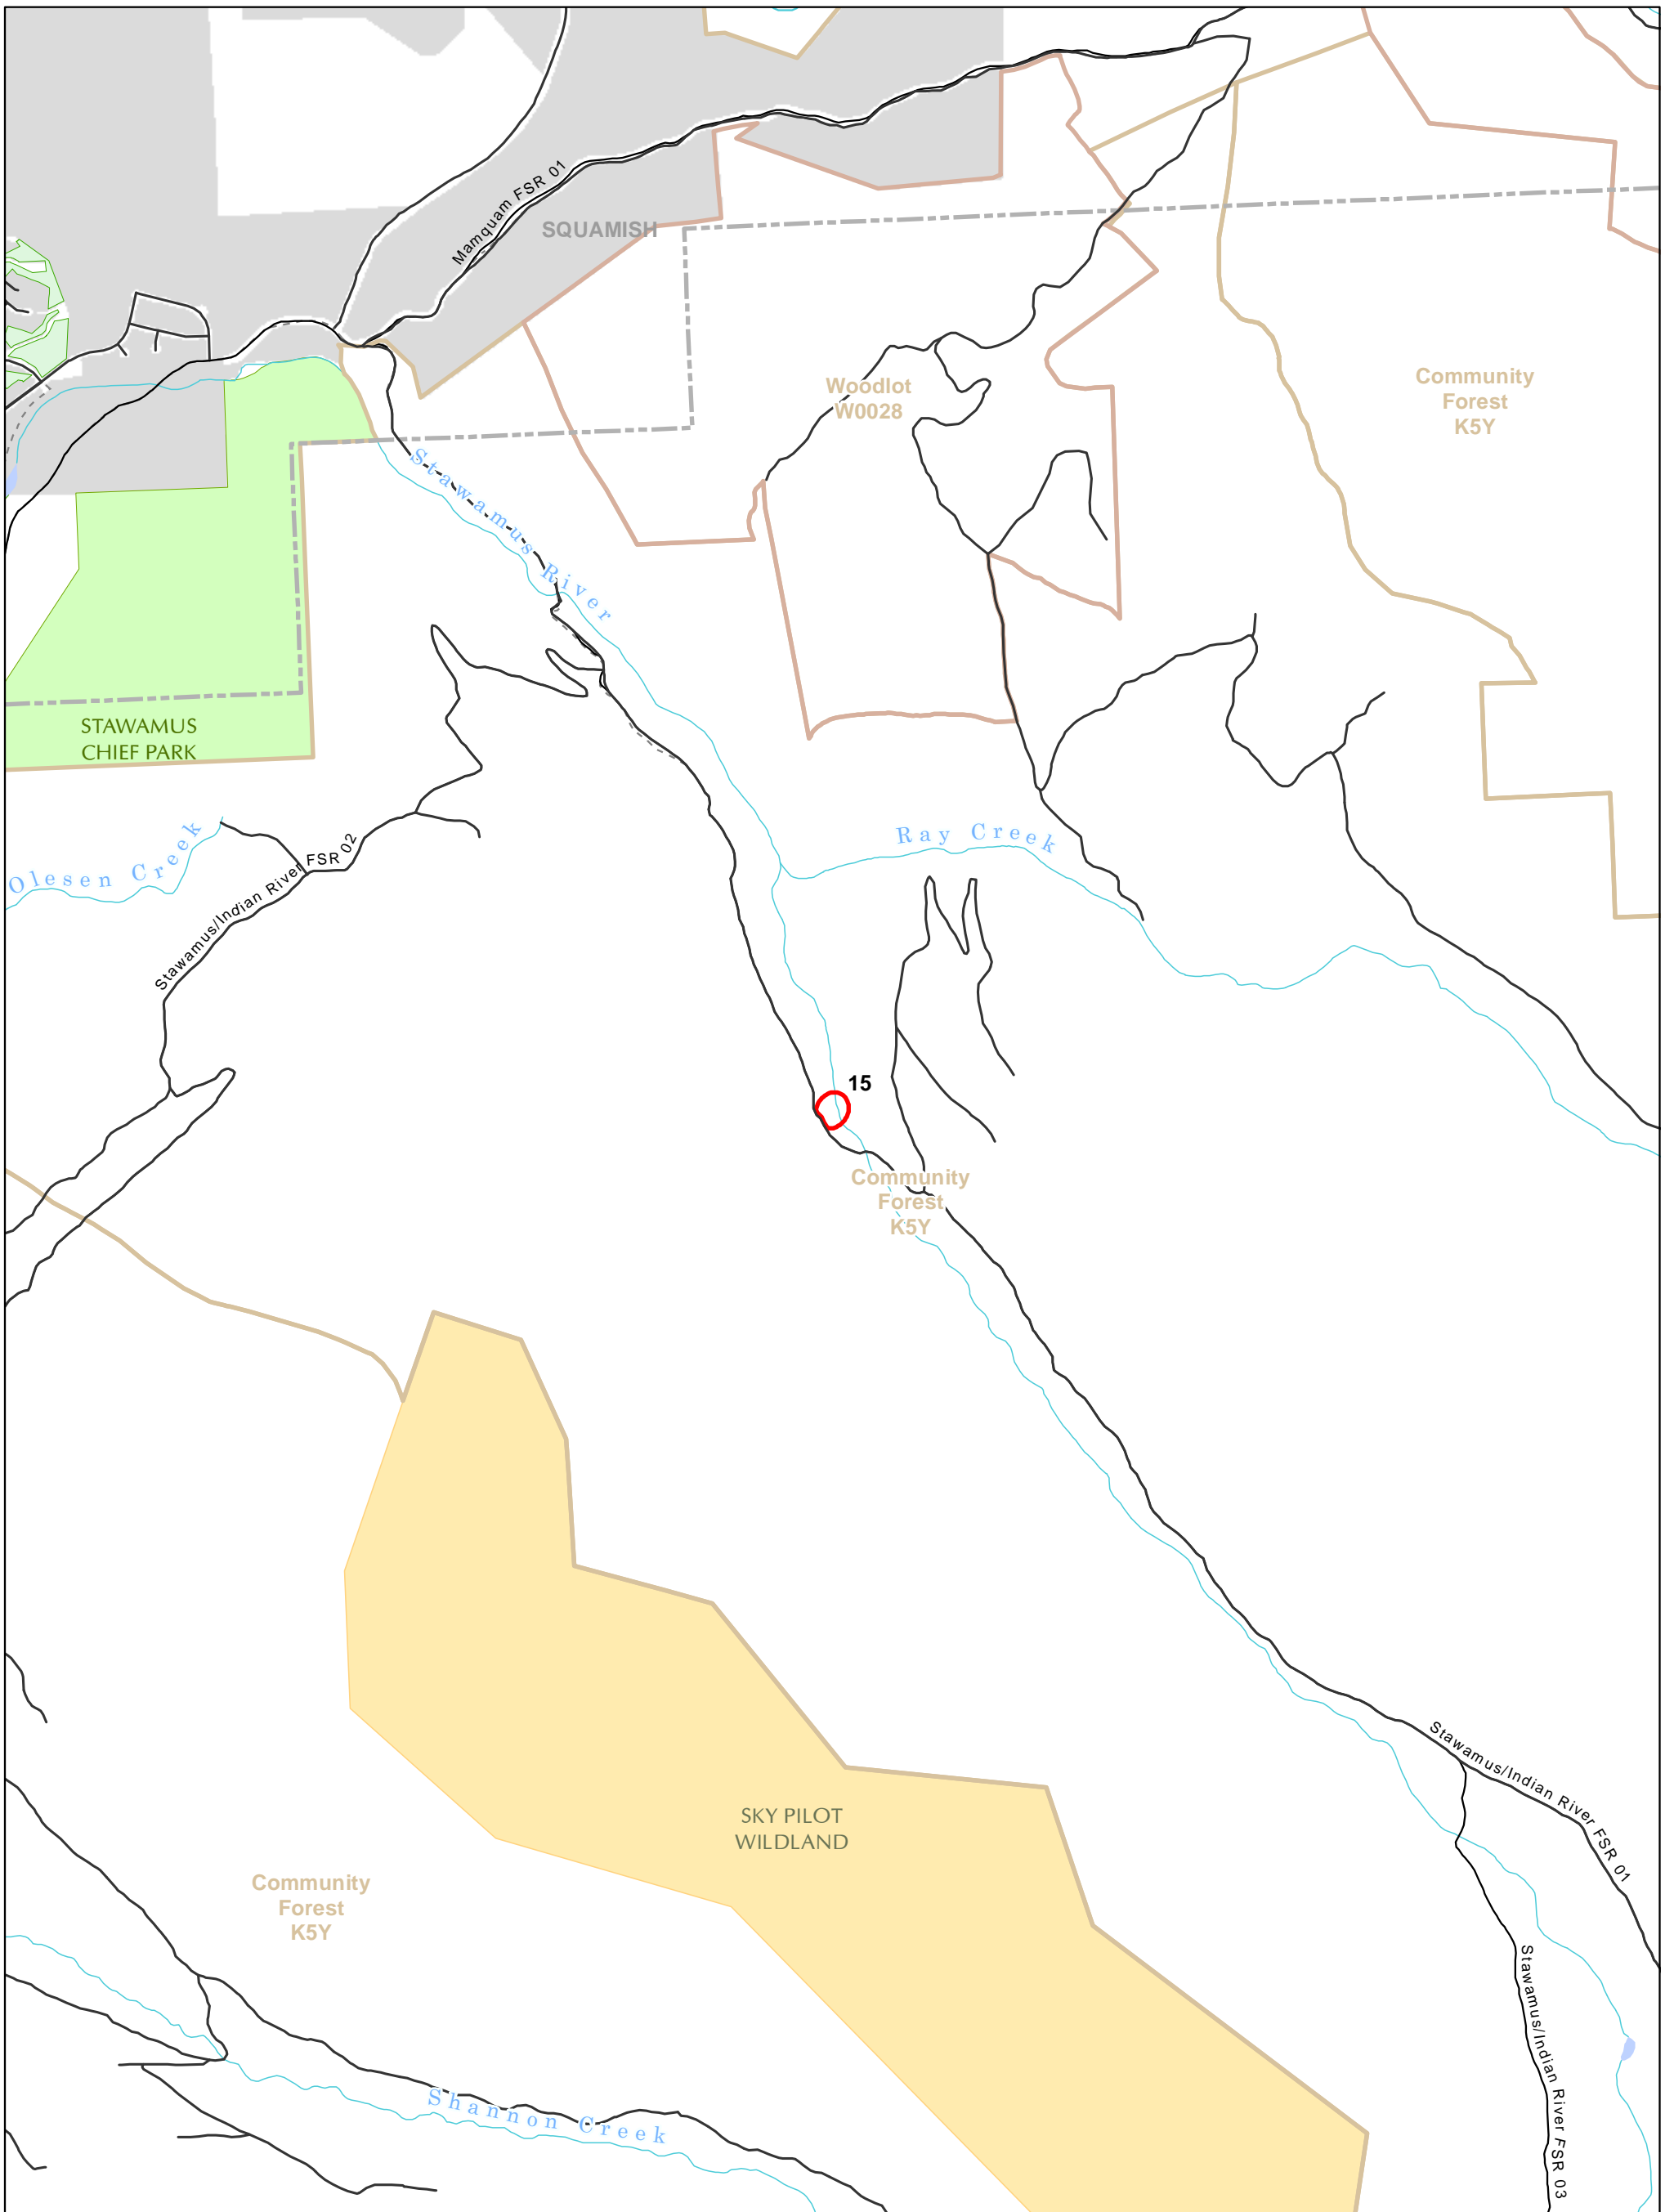 Mamquam FSR 01
SQUAMISH
Woodlot
W0028
Community
Forest
K5Y
Stawamus River
STAWAMUS
CHIEF PARK
Olesen Creek
Stawamus/Indian River FSR 02
Ray Creek
15
Community
Forest
K5Y
Stawamus/Indian River FSR 01
SKY PILOT
WILDLAND
Community
Forest
K5Y
Stawamus/Indian River FSR 03
Shannon Creek